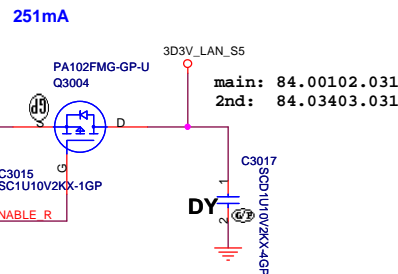 251mA
3D3V_LAN_S5
PA102FMG-GP-U
Q3004
main: 84.00102.031
2nd: 84.03403.031
S
D
G
C3015
SC1U10V2KX-1GP
C3017
SCD1U10V2KX-4GP
1
DY
2
NABLE_R